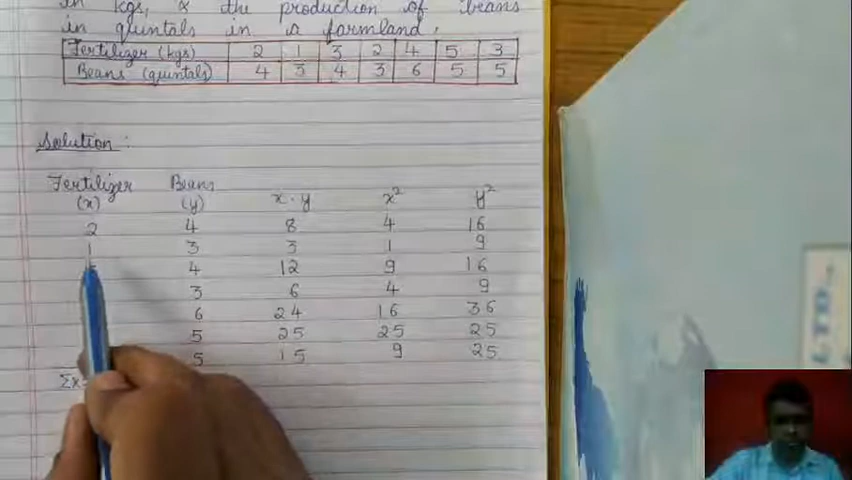 in kgs, & the production of beans
in quintals in a farmland.
Fertilizer (kgs) 2 1 3 2 4 5 3
Beans (quintals) 4 3 4 3 6 5 5
Solution :
Fertilizer Beans
(x) (y) x·y x² y²
2 4 8 4 16
1 3 3 1 9
4 12 9 16
3 6 4 9
6 24 16 36
5 25 25 25
5 15 9 25
Σx
LTD.